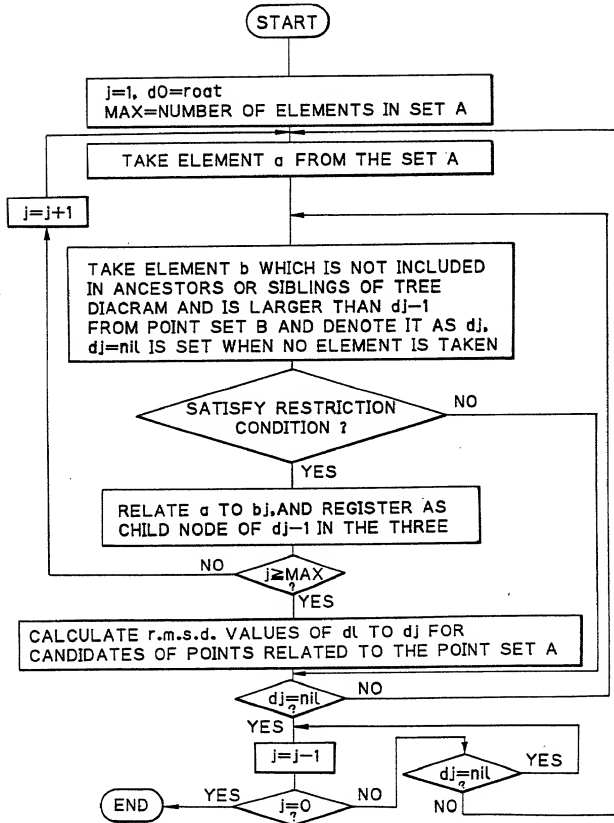 START
j=1, d0=roat
MAX=NUMBER OF ELEMENTS IN SET A
TAKE ELEMENT a FROM THE SET A
j=j+1
TAKE ELEMENT b WHICH IS NOT INCLUDED
IN ANCESTORS OR SIBLINGS OF TREE
DIACRAM AND IS LARGER THAN dj-1
FROM POINT SET B AND DENOTE IT AS dj.
dj=nil IS SET WHEN NO ELEMENT IS TAKEN
SATISFY RESTRICTION
CONDITION ?
NO
YES
RELATE a TO bj.AND REGISTER AS
CHILD NODE OF dj-1 IN THE THREE
NO
j≧MAX
?
YES
CALCULATE r.m.s.d. VALUES OF dl TO dj FOR
CANDIDATES OF POINTS RELATED TO THE POINT SET A
dj=nil
?
NO
YES
j=j-1
dj=nil
?
YES
NO
END
YES
j=0
?
NO